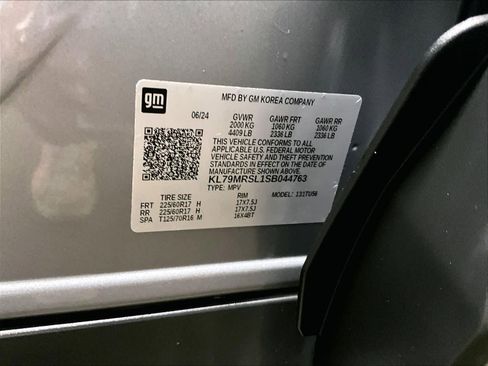 gm
MFD BY GM KOREA COMPANY
06/24 GVWR GAWR FRT GAWR RR
2000 KG 1060 KG 1060 KG
4409 LB 2336 LB 2336 LB
THIS VEHICLE CONFORMS TO ALL
APPLICABLE U.S. FEDERAL MOTOR
VEHICLE SAFETY, BUMPER, AND THEFT
PREVENTION STANDARDS IN EFFECT
ON THE DATE OF
MANUFACTURE SHOWN ABOVE.
KL79MRSL1SB044763
TYPE: MPV MODEL: 131TU56
TIRE SIZE RIM
FRT 225/60R17 H 17X7.5J
RR 225/60R17 H 17X7.5J
SPA T125/70R16 M 16X4BT